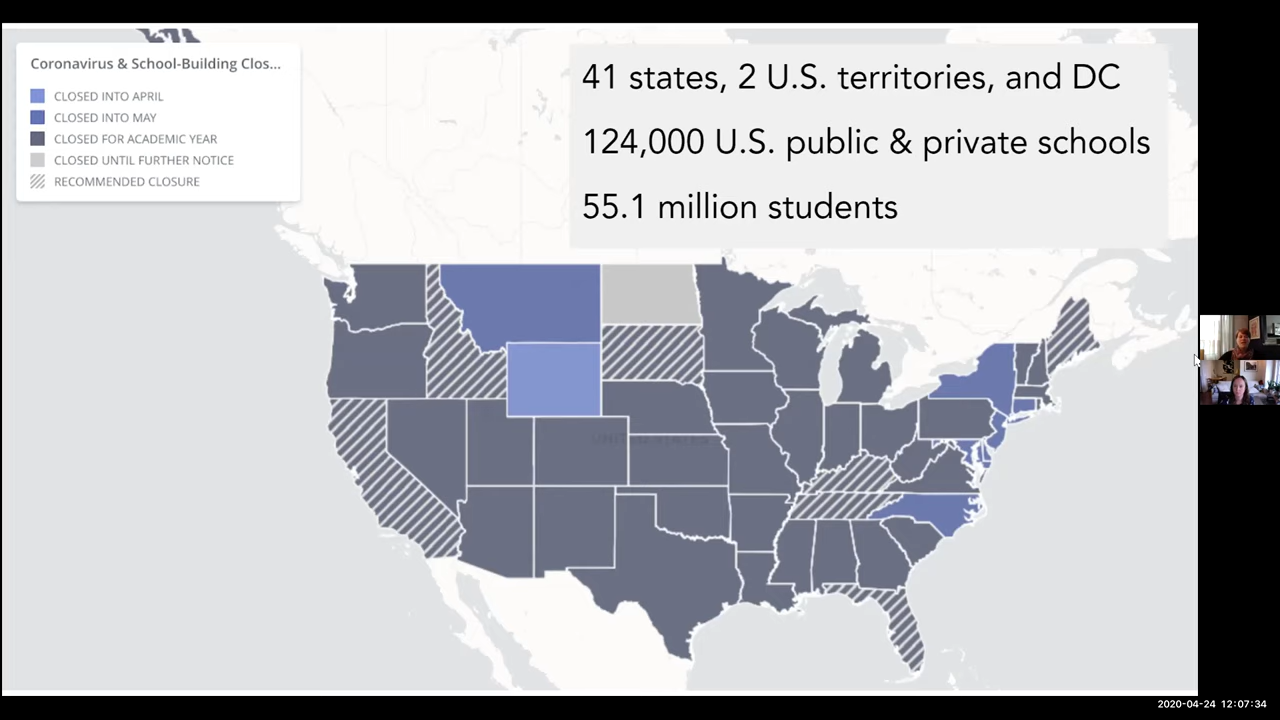 Coronavirus & School-Building Clos...
CLOSED INTO APRIL
CLOSED INTO MAY
CLOSED FOR ACADEMIC YEAR
CLOSED UNTIL FURTHER NOTICE
RECOMMENDED CLOSURE
41 states, 2 U.S. territories, and DC
124,000 U.S. public & private schools
55.1 million students
UNITED STATES
2020-04-24 12:07:34